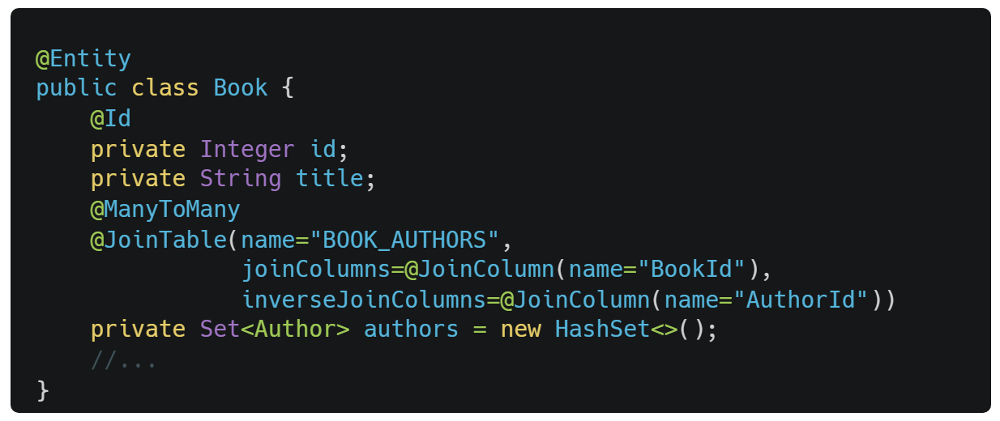 @Entity
public class Book {
    @Id
    private Integer id;
    private String title;
    @ManyToMany
    @JoinTable(name="BOOK_AUTHORS",
               joinColumns=@JoinColumn(name="BookId"),
               inverseJoinColumns=@JoinColumn(name="AuthorId"))
    private Set<Author> authors = new HashSet<>();
    //...
}